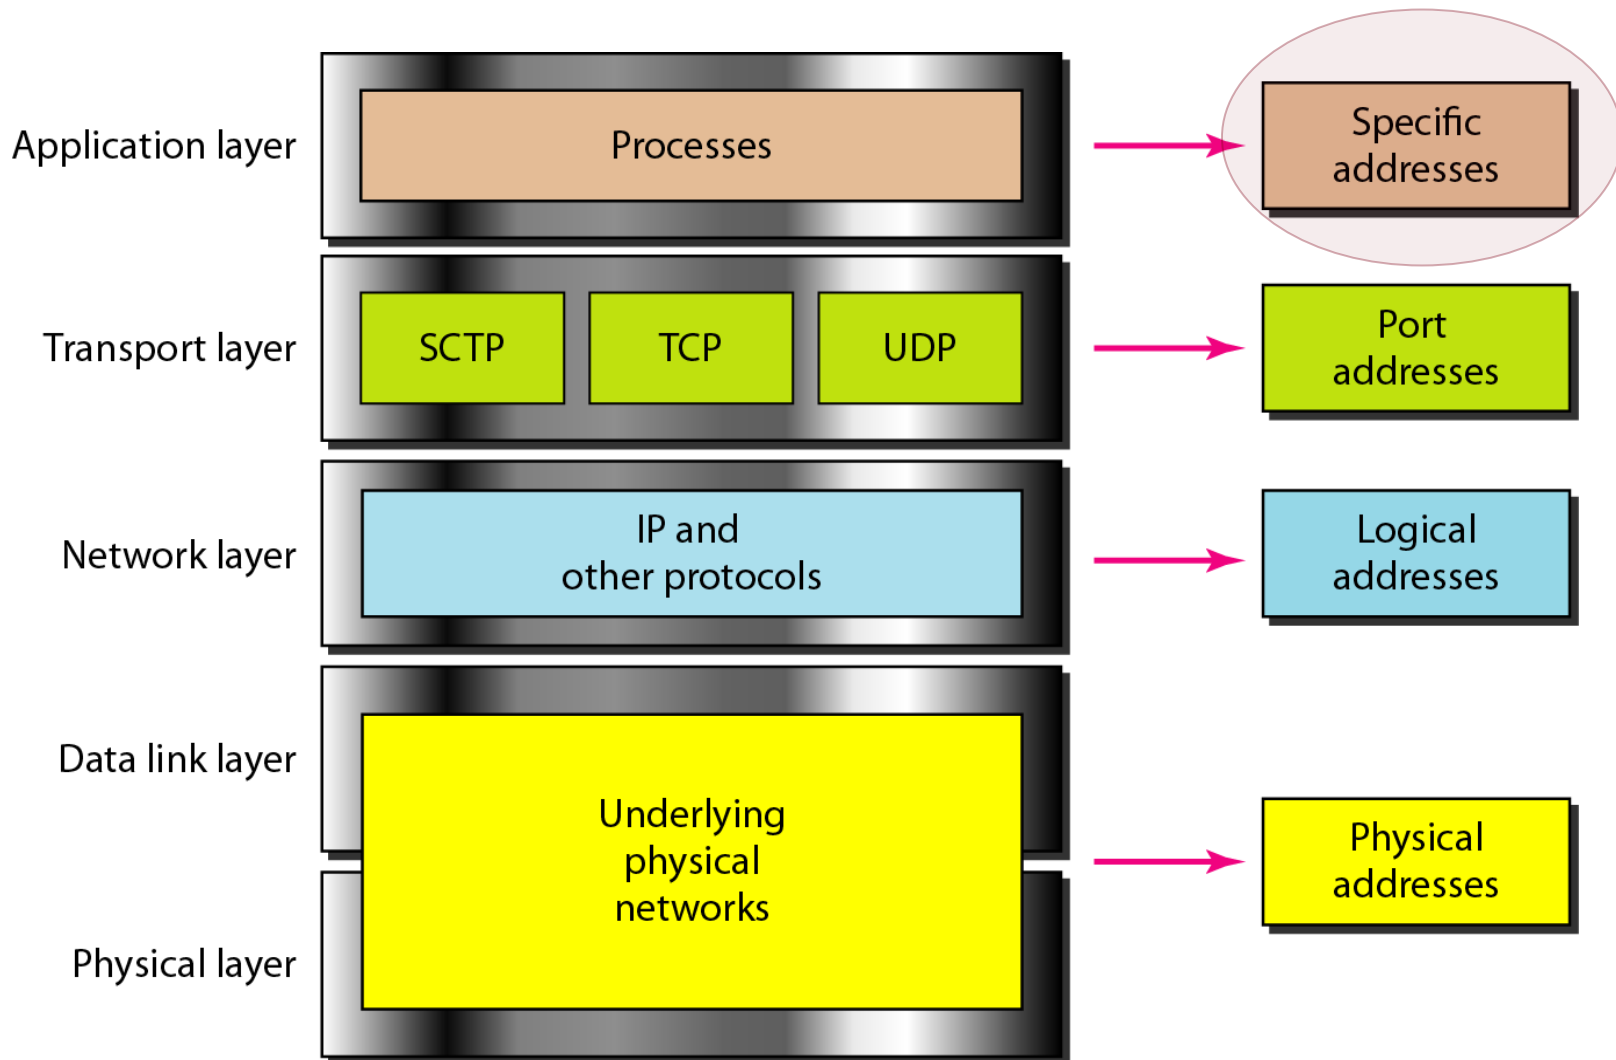 Application layer
Processes
Specific
addresses
Transport layer
SCTP
TCP
UDP
Port
addresses
Network layer
IP and
other protocols
Logical
addresses
Data link layer
Underlying
physical
networks
Physical
addresses
Physical layer